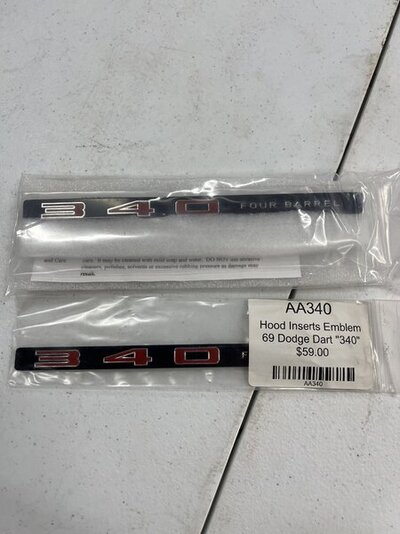 340 FOUR BARREL
and Care
care. It may be cleaned with mild soap and water. DO NOT use abrasive
cleaners, polishes, solvents or excessive rubbing pressure as damage may
result.
340 F
AA340
Hood Inserts Emblem
69 Dodge Dart "340"
$59.00
AA340